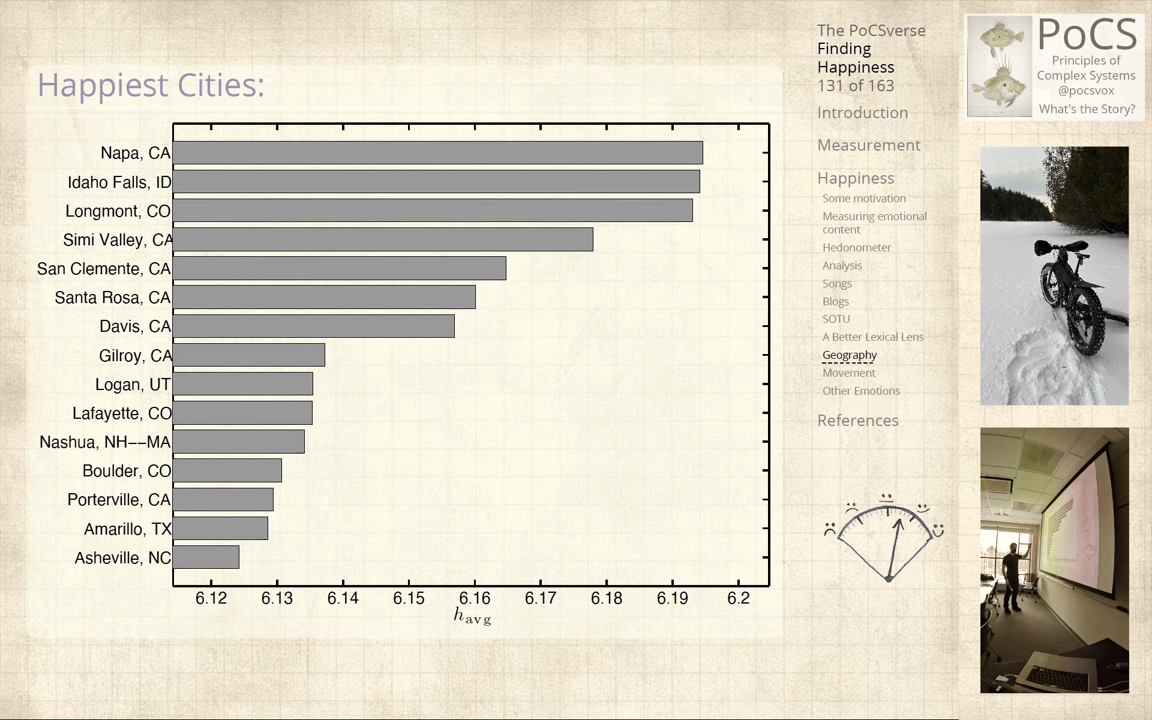 Happiest Cities:
Napa, CA
Idaho Falls, ID
Longmont, CO
Simi Valley, CA
San Clemente, CA
Santa Rosa, CA
Davis, CA
Gilroy, CA
Logan, UT
Lafayette, CO
Nashua, NH--MA
Boulder, CO
Porterville, CA
Amarillo, TX
Asheville, NC
6.12 6.13 6.14 6.15 6.16 6.17 6.18 6.19 6.2
h avg
The PoCSverse
Finding
Happiness
131 of 163
Introduction
Measurement
Happiness
Some motivation
Measuring emotional
content
Hedonometer
Analysis
Songs
Blogs
SOTU
A Better Lexical Lens
Geography
Movement
Other Emotions
References
PoCS
Principles of
Complex Systems
@pocsvox
What's the Story?